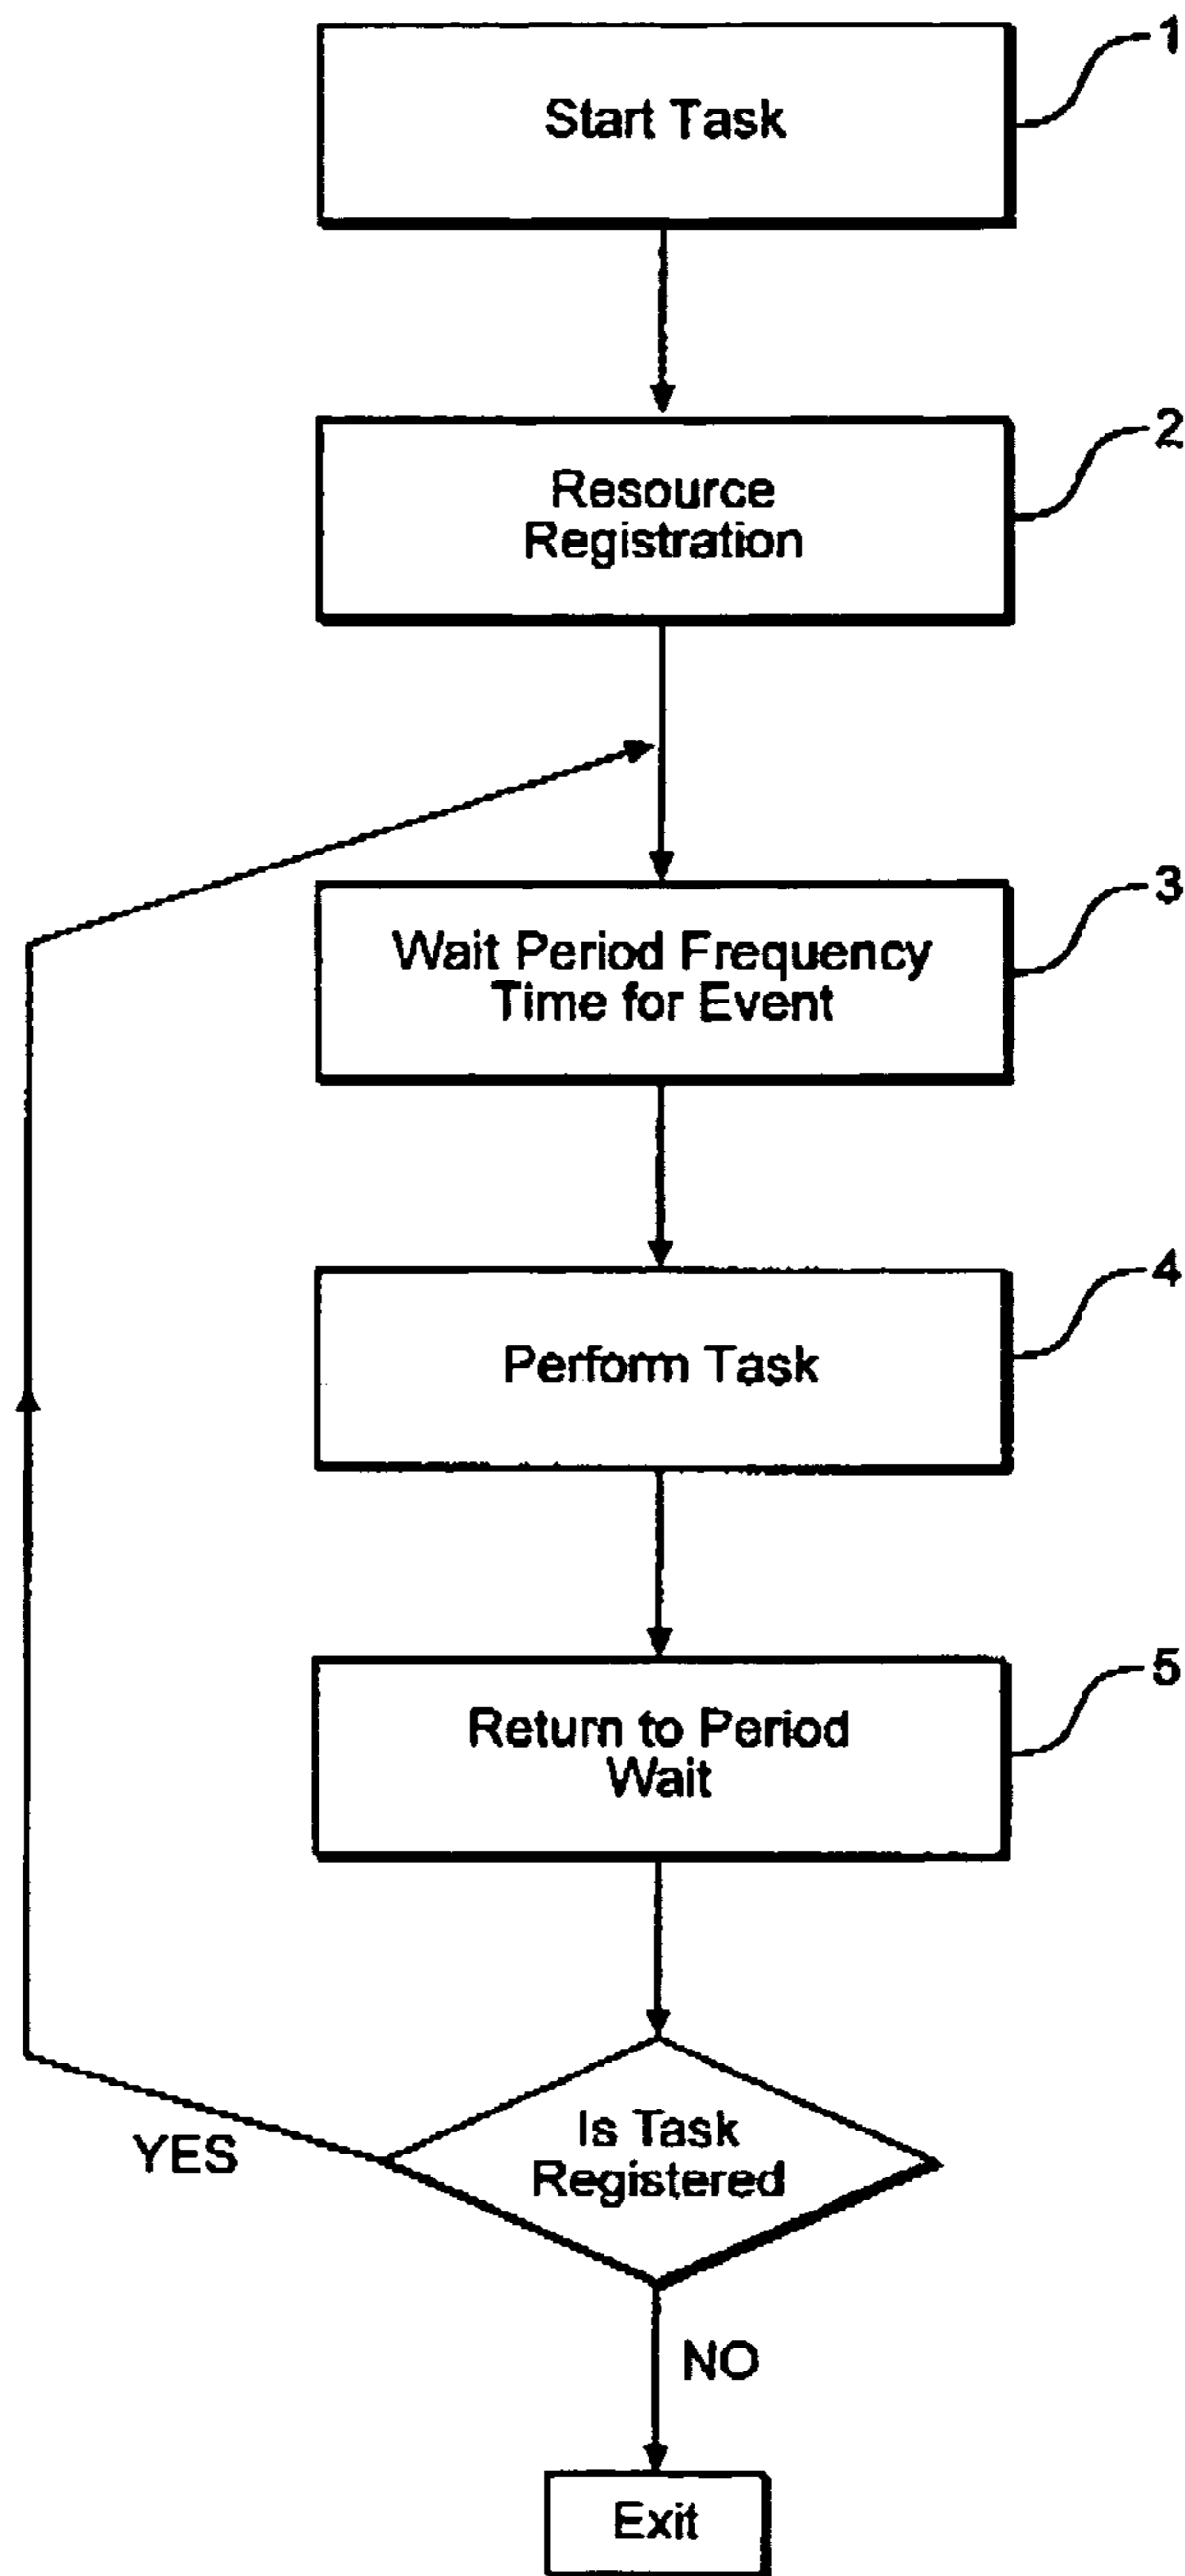 1
Start Task
2
Resource
Registration
3
Wait Period Frequency
Time for Event
4
Perform Task
5
Return to Period
Wait
Is Task
Registered
YES
NO
Exit